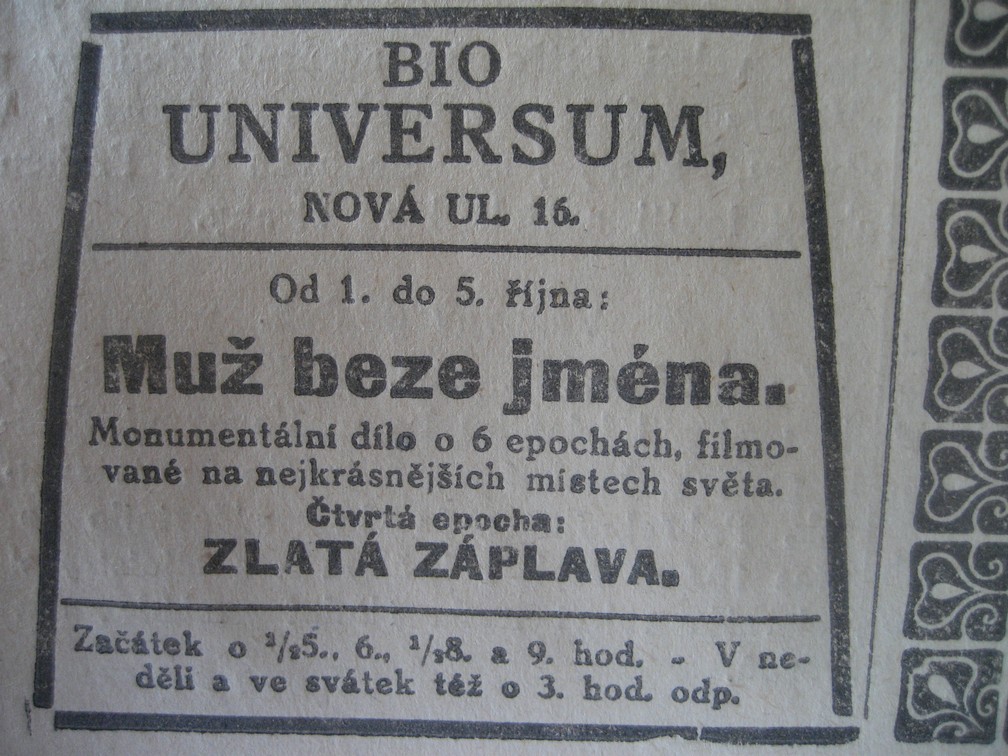 BIO
UNIVERSUM,
NOVÁ UL. 16.
Od 1. do 5. října:
Muž beze jména.
Monumentální dílo o 6 epochách, filmo-
vané na nejkrásnějších místech světa.
Čtvrtá epocha:
ZLATÁ ZÁPLAVA.
Začátek o ½5., 6., ½8. a 9. hod. - V ne-
děli a ve svátek též o 3. hod. odp.